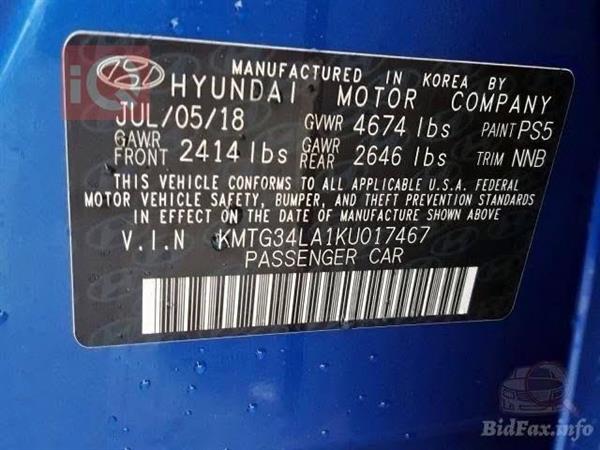 MANUFACTURED IN KOREA BY
HYUNDAI MOTOR COMPANY
JUL/05/18 GVWR 4674 lbs PAINT PS5
GAWR FRONT 2414 lbs GAWR REAR 2646 lbs TRIM NNB
THIS VEHICLE CONFORMS TO ALL APPLICABLE U.S.A. FEDERAL
MOTOR VEHICLE SAFETY, BUMPER, AND THEFT PREVENTION STANDARDS
IN EFFECT ON THE DATE OF MANUFACTURE SHOWN ABOVE
V.I.N KMTG34LA1KU017467
PASSENGER CAR
BidFax.info